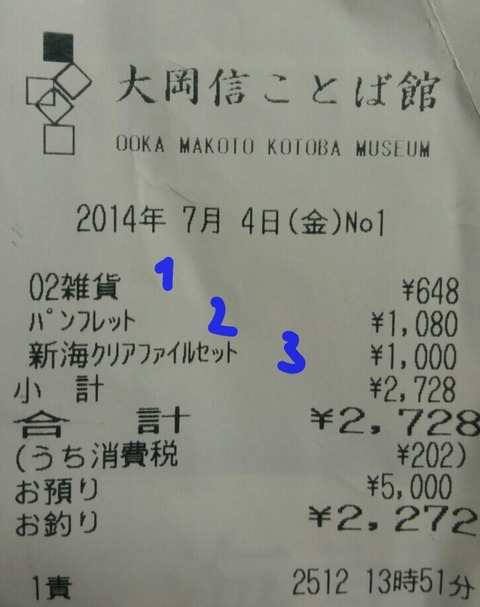 大岡信ことば館
OOKA MAKOTO KOTOBA MUSEUM
2014年 7月 4日(金)No1
02雑貨 1 ¥648
パンフレット 2 ¥1,080
新海クリアファイルセット 3 ¥1,000
小 計 ¥2,728
合 計 ¥2,728
(うち消費税 ¥202)
お預り ¥5,000
お釣り ¥2,272
1責 2512 13時51分